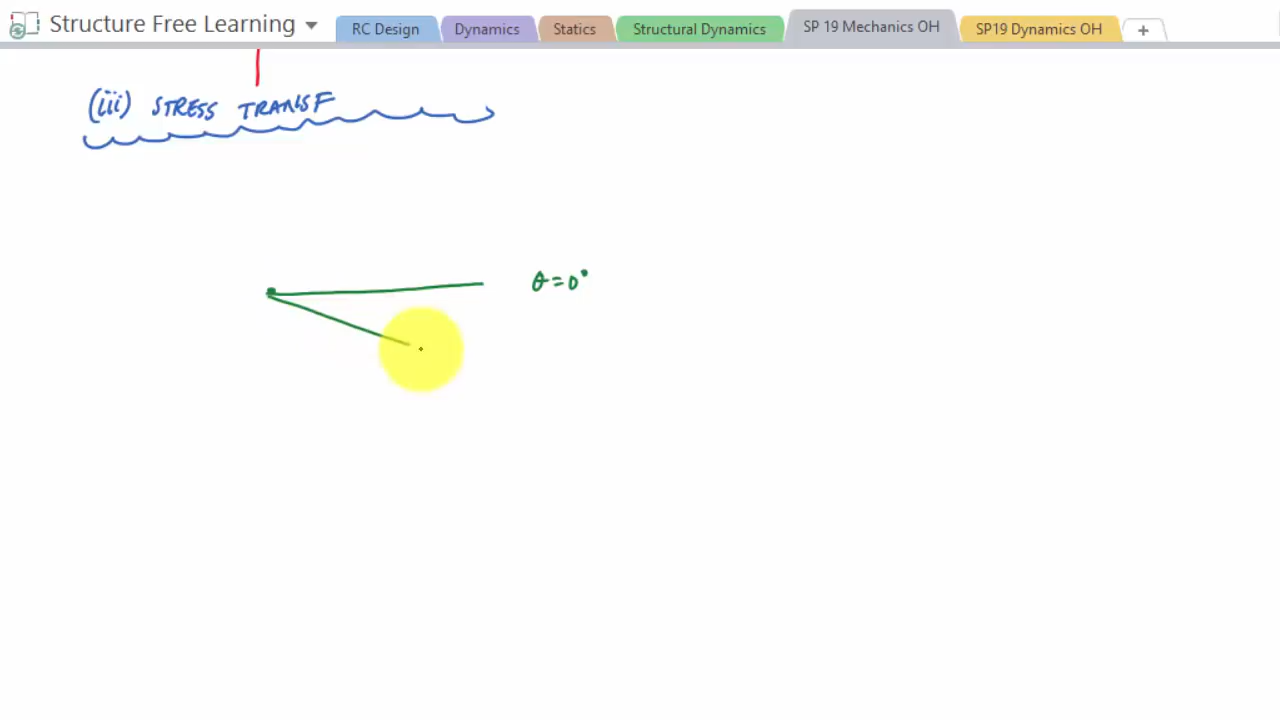 Structure Free Learning RC Design Dynamics Statics Structural Dynamics SP 19 Mechanics OH SP19 Dynamics OH +
(iii) STRESS TRANSF
θ=0°